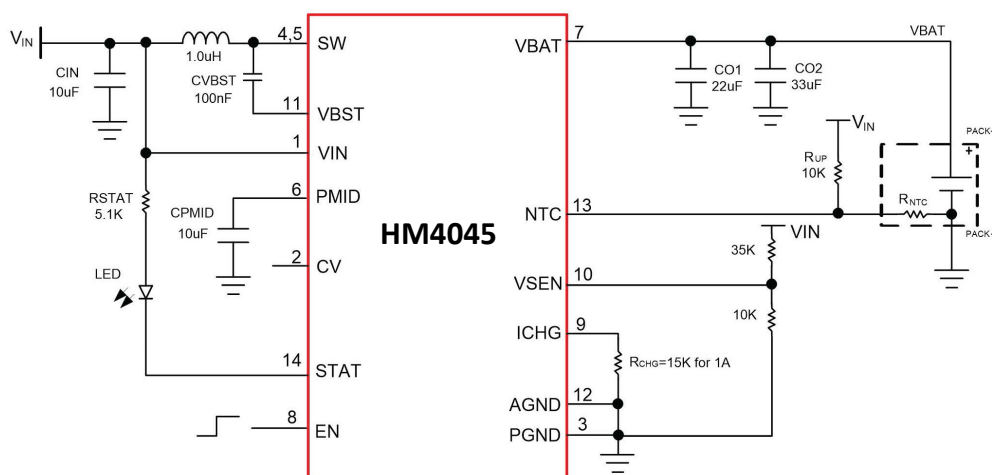 VIN
CIN
10uF
1.0uH
CVBST
100nF
4,5
SW
11
VBST
1
VIN
RSTAT
5.1K
6
PMID
CPMID
10uF
2
CV
LED
14
STAT
8
EN
HM4045
VBAT
7
VBAT
CO1
22uF
CO2
33uF
VIN
RUP
10K
NTC
13
RNTC
PACK+
+
PACK-
VIN
35K
VSEN
10
10K
ICHG
9
RCHG=15K for 1A
AGND
12
PGND
3